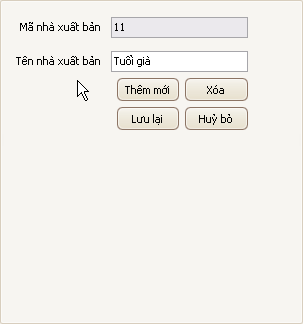 Mã nhà xuất bản 11
Tên nhà xuất bản Tuổi già
Thêm mới Xóa
Lưu lại Huỷ bỏ